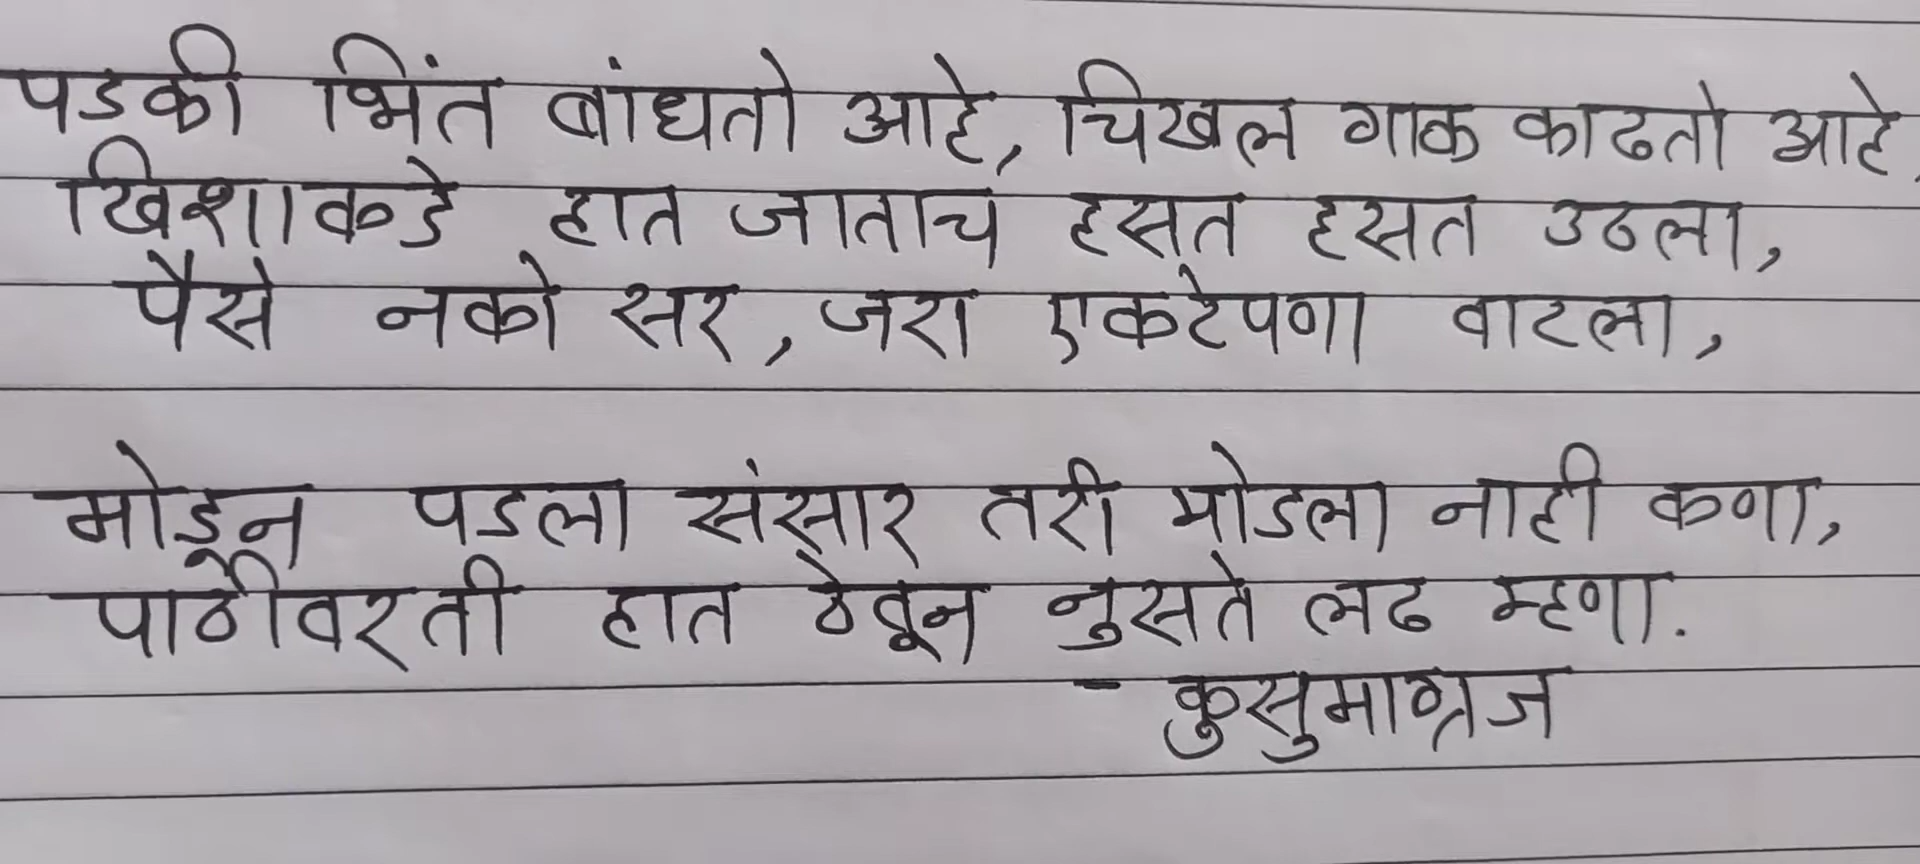 पडकी भिंत बांधतो आहे, चिखल गाळ काढतो आहे,
खिशाकडे हात जाताच हसत हसत उठला,
पैसे नको सर, जरा एकटेपणा वाटला,
मोडून पडला संसार तरी मोडला नाही कणा,
पाठीवरती हात ठेवून नुसते लढ म्हणा.
- कुसुमाग्रज